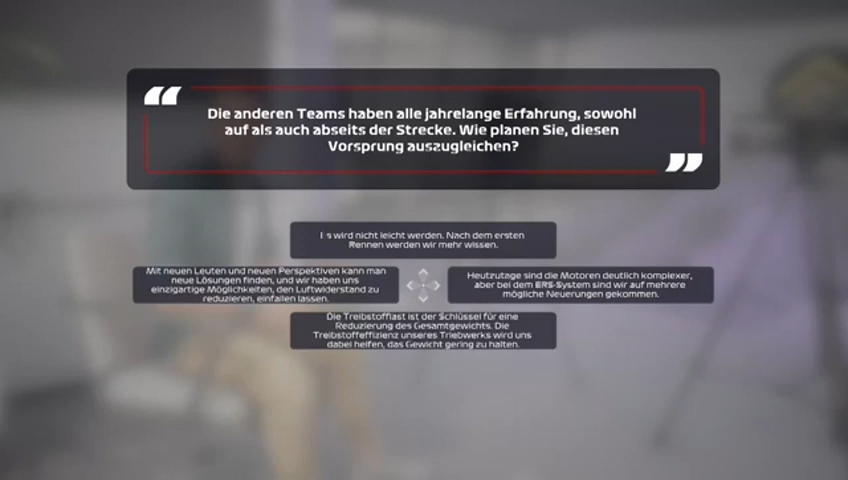 Die anderen Teams haben alle jahrelange Erfahrung, sowohl
auf als auch abseits der Strecke. Wie planen Sie, diesen
Vorsprung auszugleichen?
Es wird nicht leicht werden. Nach dem ersten
Rennen werden wir mehr wissen.
Mit neuen Leuten und neuen Perspektiven kann man
neue Lösungen finden, und wir haben uns
einzigartige Möglichkeiten, den Luftwiderstand zu
reduzieren, einfallen lassen.
Heutzutage sind die Motoren deutlich komplexer,
aber bei dem ERS-System sind wir auf mehrere
mögliche Neuerungen gekommen.
Die Treibstofflast ist der Schlüssel für eine
Reduzierung des Gesamtgewichts. Die
Treibstoffeffizienz unseres Triebwerks wird uns
dabei helfen, das Gewicht gering zu halten.